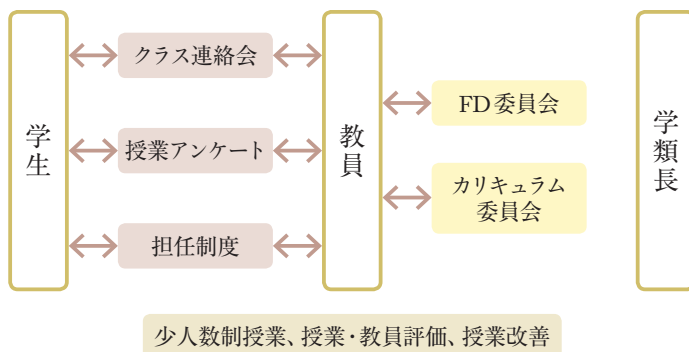 学生
クラス連絡会
授業アンケート
担任制度
教員
FD委員会
カリキュラム
委員会
学類長
少人数制授業、授業・教員評価、授業改善